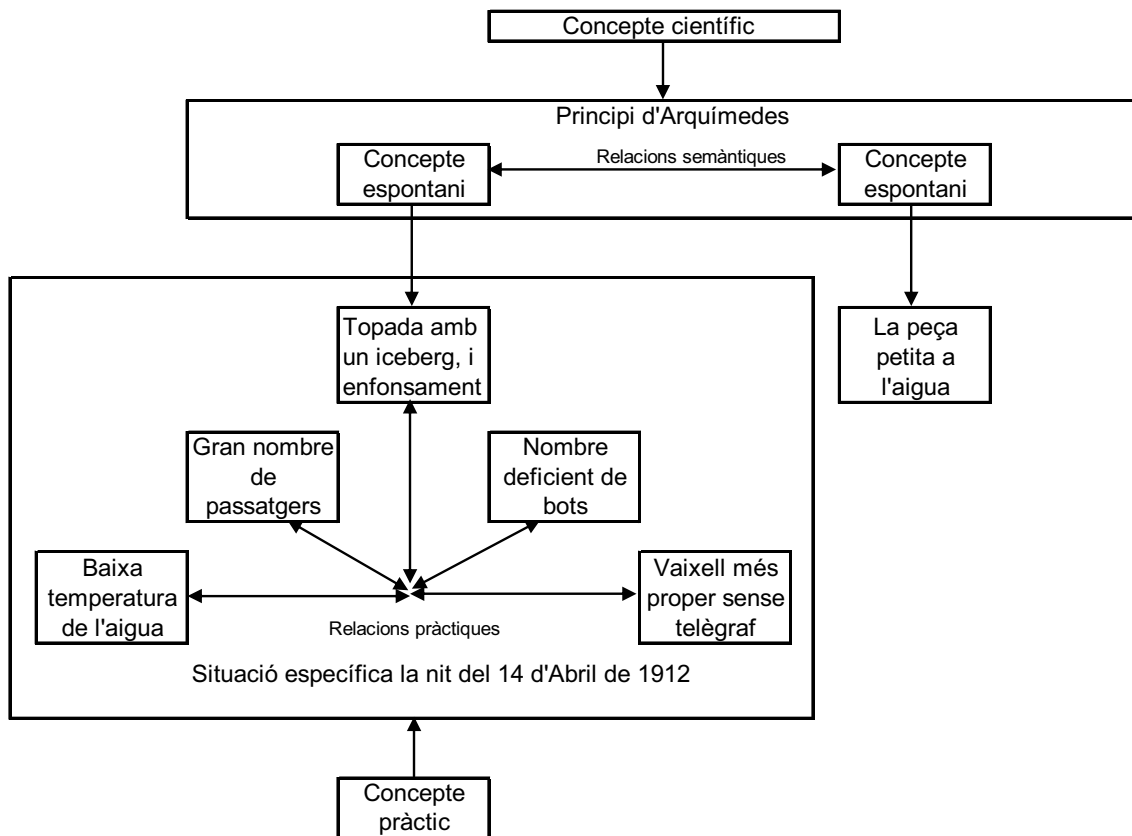 Concepte científic
Principi d'Arquímedes
Concepte
espontani
Relacions semàntiques
Concepte
espontani
Topada amb
un iceberg, i
enfonsament
La peça
petita a
l'aigua
Gran nombre
de
passatgers
Nombre
deficient de
bots
Baixa
temperatura
de l'aigua
Vaixell més
proper sense
telègraf
Relacions pràctiques
Situació específica la nit del 14 d'Abril de 1912
Concepte
pràctic